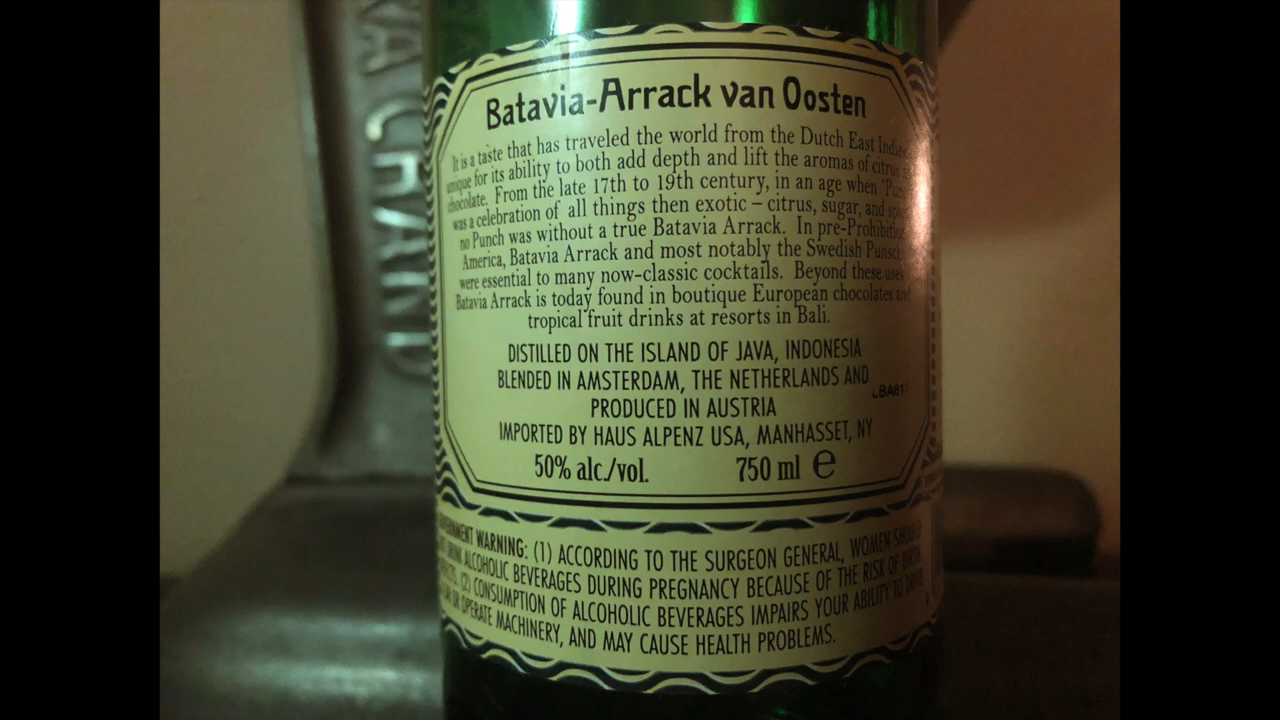 VA CHAND
Batavia-Arrack van Oosten
It is a taste that has traveled the world from the Dutch East Indies
unique for its ability to both add depth and lift the aromas of citrus
chocolate. From the late 17th to 19th century, in an age when "Punch
was a celebration of all things then exotic – citrus, sugar, and
no Punch was without a true Batavia Arrack. In pre-Prohibition
America, Batavia Arrack and most notably the Swedish Punsch
were essential to many now-classic cocktails. Beyond these uses
Batavia Arrack is today found in boutique European chocolates and
tropical fruit drinks at resorts in Bali.
DISTILLED ON THE ISLAND OF JAVA, INDONESIA
BLENDED IN AMSTERDAM, THE NETHERLANDS AND
PRODUCED IN AUSTRIA
IMPORTED BY HAUS ALPENZ USA, MANHASSET, NY
50% alc./vol. 750 ml e
GOVERNMENT WARNING: (1) ACCORDING TO THE SURGEON GENERAL, WOMEN SHOULD
DRINK ALCOHOLIC BEVERAGES DURING PREGNANCY BECAUSE OF THE RISK OF BIRTH
(2) CONSUMPTION OF ALCOHOLIC BEVERAGES IMPAIRS YOUR ABILITY TO DRIVE
OR OPERATE MACHINERY, AND MAY CAUSE HEALTH PROBLEMS.